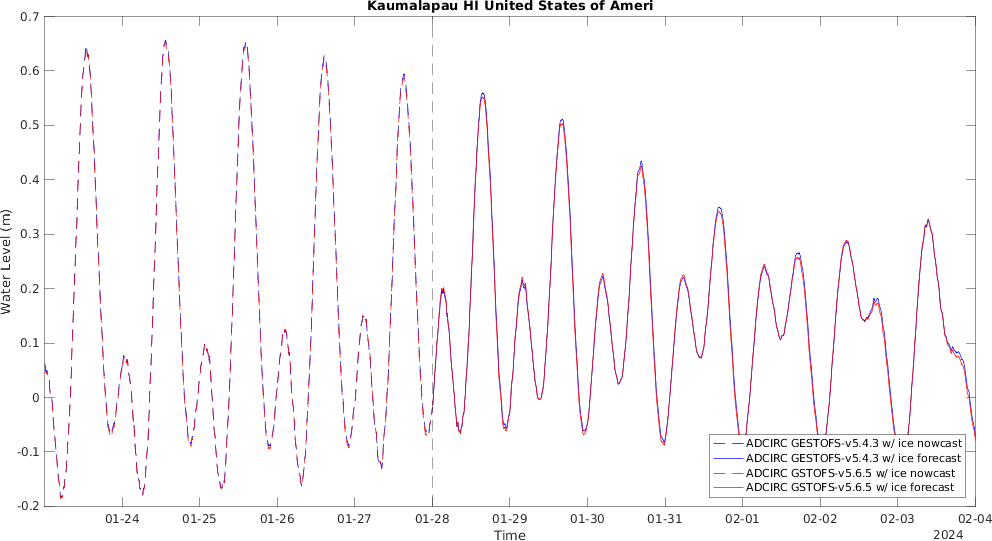 Kaumalapau HI United States of Ameri
Water Level (m)
0.7
0.6
0.5
0.4
0.3
0.2
0.1
0
-0.1
-0.2
01-24 01-25 01-26 01-27 01-28 01-29 01-30 01-31 02-01 02-02 02-03 02-04
Time
2024
ADCIRC GESTOFS-v5.4.3 w/ ice nowcast
ADCIRC GESTOFS-v5.4.3 w/ ice forecast
ADCIRC GSTOFS-v5.6.5 w/ ice nowcast
ADCIRC GSTOFS-v5.6.5 w/ ice forecast